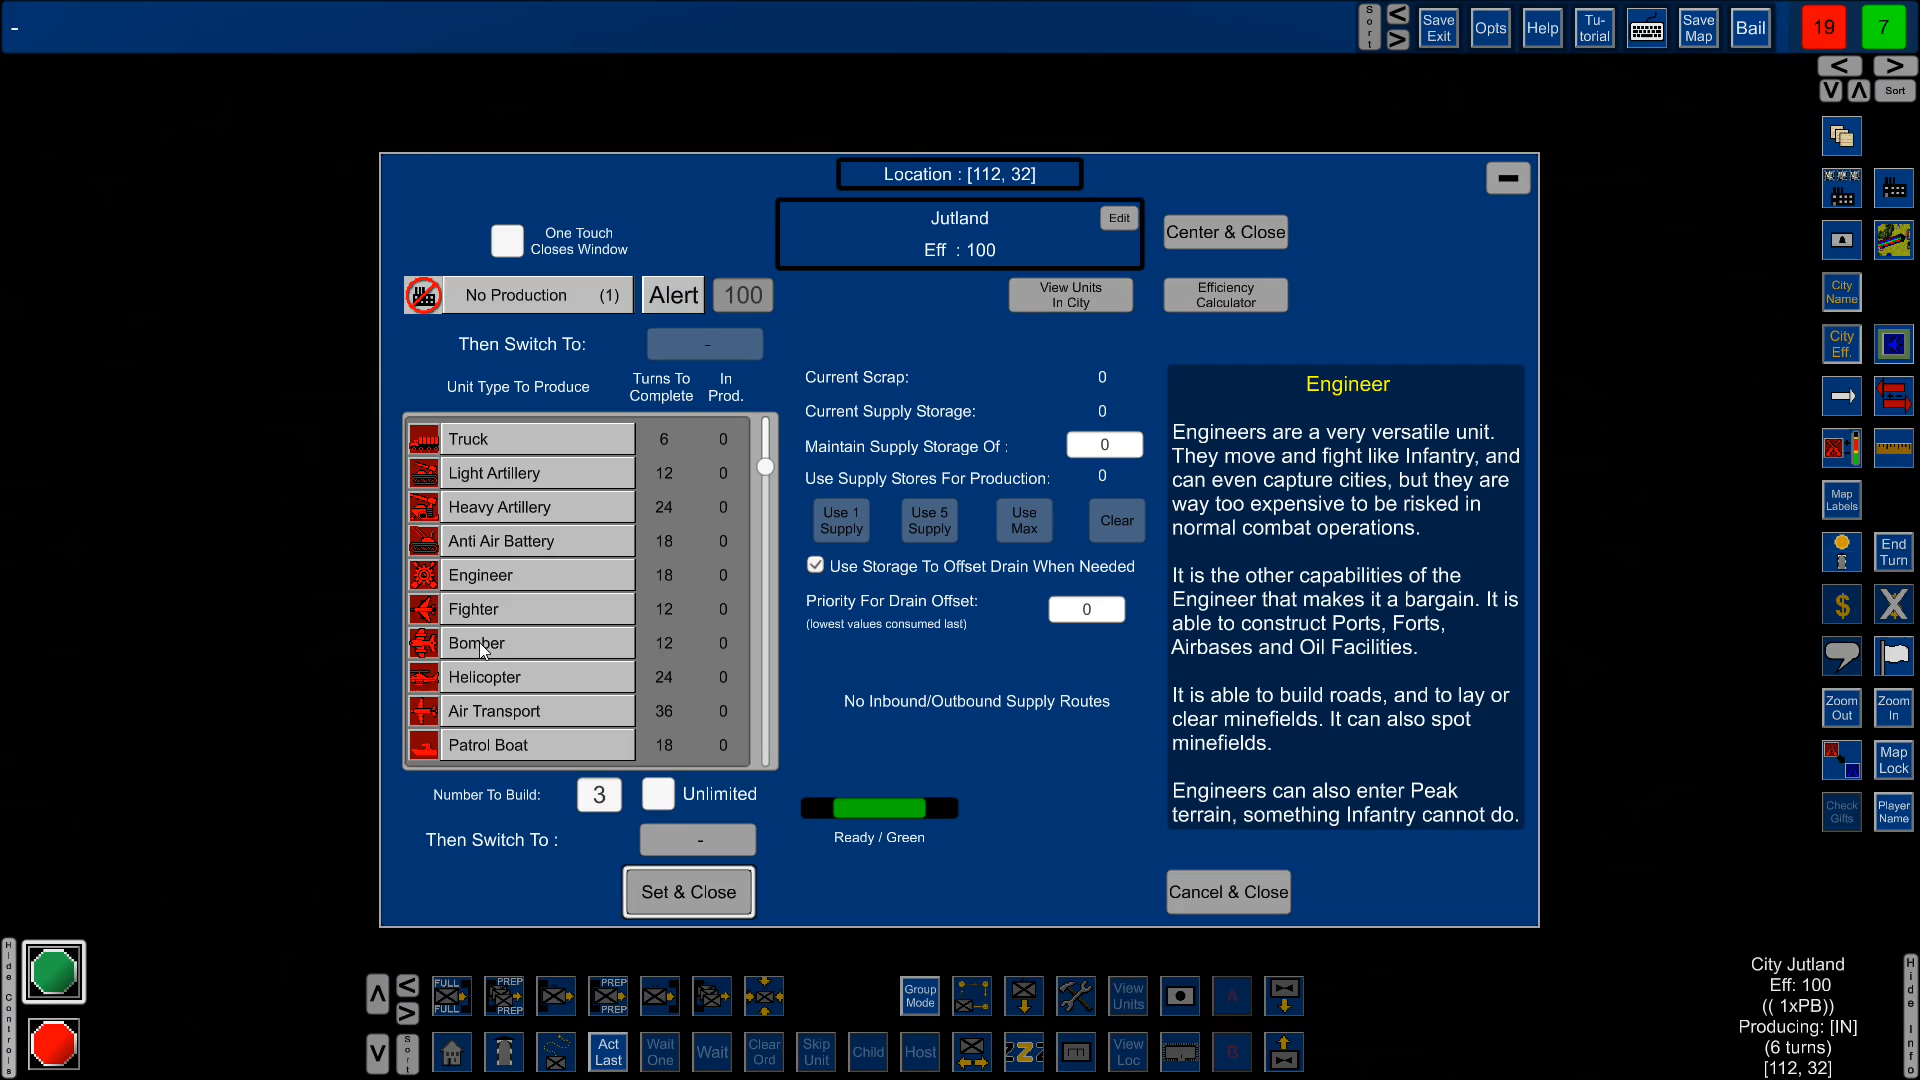 -
Sort
<
>
Save Exit
Opts
Help
Tu-torial
Save Map
Bail
19
7
<
>
V
Λ
Sort
Location : [112, 32]
Jutland
Edit
Eff : 100
One Touch
Closes Window
Center & Close
No Production (1)
Alert
100
View Units
In City
Efficiency
Calculator
Then Switch To:
-
Unit Type To Produce
Turns To
Complete
In
Prod.
Truck 6 0
Light Artillery 12 0
Heavy Artillery 24 0
Anti Air Battery 18 0
Engineer 18 0
Fighter 12 0
Bomber 12 0
Helicopter 24 0
Air Transport 36 0
Patrol Boat 18 0
Number To Build: 3
Unlimited
Then Switch To : -
Set & Close
Current Scrap: 0
Current Supply Storage: 0
Maintain Supply Storage Of : 0
Use Supply Stores For Production: 0
Use 1
Supply
Use 5
Supply
Use
Max
Clear
Use Storage To Offset Drain When Needed
Priority For Drain Offset: 0
(lowest values consumed last)
No Inbound/Outbound Supply Routes
Ready / Green
Engineer
Engineers are a very versatile unit.
They move and fight like Infantry, and
can even capture cities, but they are
way too expensive to be risked in
normal combat operations.
It is the other capabilities of the
Engineer that makes it a bargain. It is
able to construct Ports, Forts,
Airbases and Oil Facilities.
It is able to build roads, and to lay or
clear minefields. It can also spot
minefields.
Engineers can also enter Peak
terrain, something Infantry cannot do.
Cancel & Close
City
Name
City
Eff.
Map
Labels
End
Turn
$
X
Zoom
Out
Zoom
In
Map
Lock
Check
Gifts
Player
Name
Hide Controls
Λ
<
>
FULL
FULL
PREP
PREP
PREP
PREP
Group
Mode
View
Units
A
V
Sort
Act
Last
Wait
One
Wait
Clear
Ord
Skip
Unit
Child
Host
ZZZ
View
Loc
B
City Jutland
Eff: 100
(( 1xPB))
Producing: [IN]
(6 turns)
[112, 32]
Hide Info